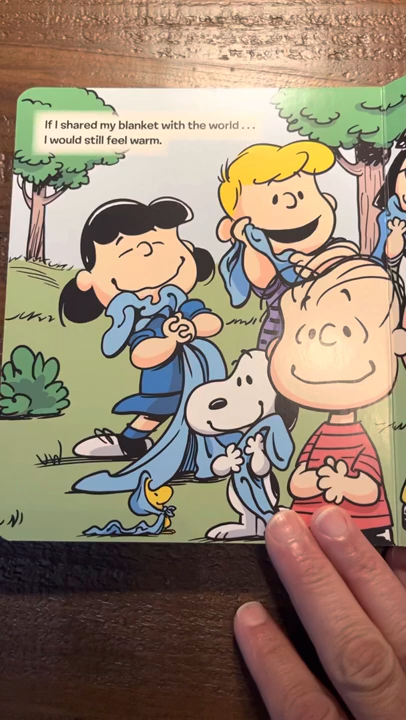 If I shared my blanket with the world . . .
I would still feel warm.